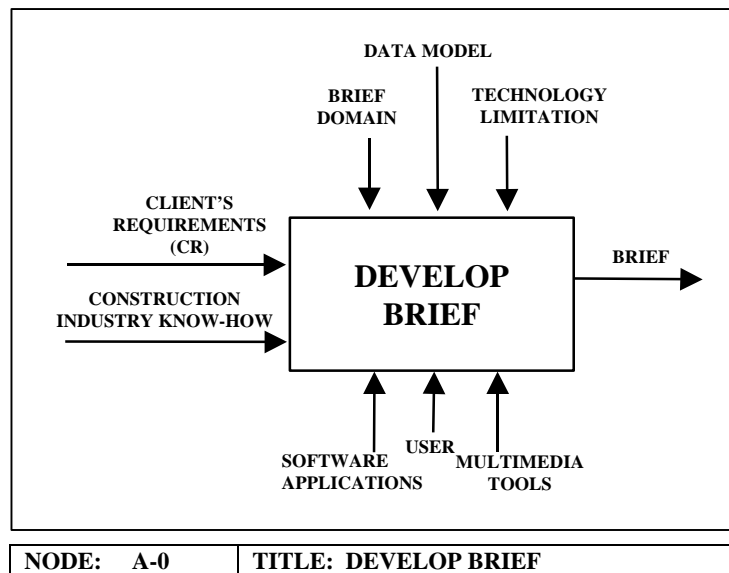 DATA MODEL
BRIEF
DOMAIN
TECHNOLOGY
LIMITATION
CLIENT'S
REQUIREMENTS
(CR)
CONSTRUCTION
INDUSTRY KNOW-HOW
DEVELOP
BRIEF
BRIEF
SOFTWARE
APPLICATIONS
USER
MULTIMEDIA
TOOLS
NODE: A-0 TITLE: DEVELOP BRIEF